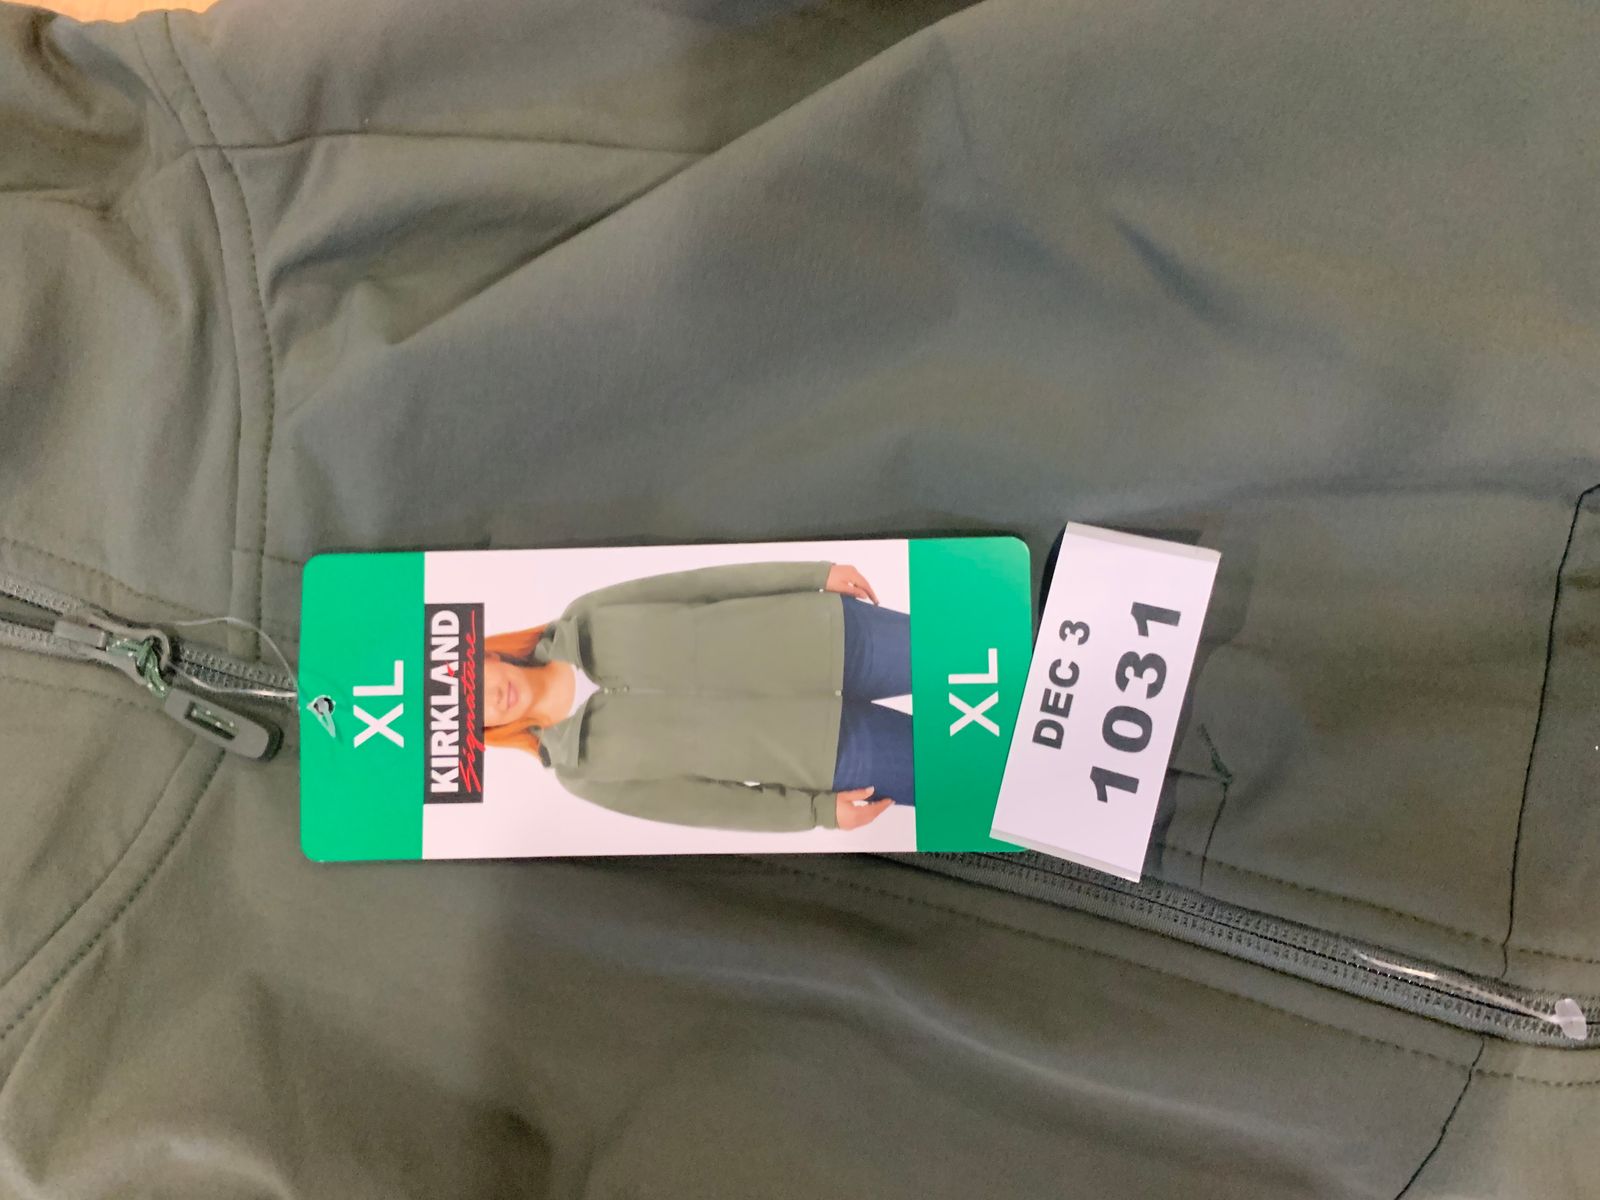 XL
KIRKLAND
Signature
XL
DEC 3
1031